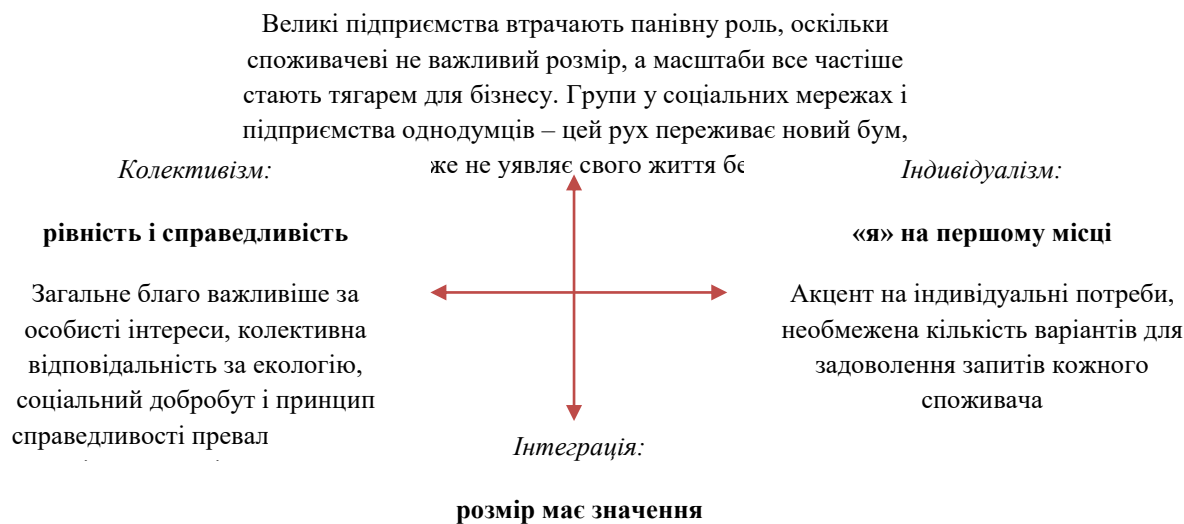 Великі підприємства втрачають панівну роль, оскільки
споживачеві не важливий розмір, а масштаби все частіше
стають тягарем для бізнесу. Групи у соціальних мережах і
підприємства однодумців – цей рух переживає новий бум,
же не уявляє свого життя бе
Колективізм:
рівність і справедливість
Загальне благо важливіше за
особисті інтереси, колективна
відповідальність за екологію,
соціальний добробут і принцип
справедливості превал
Індивідуалізм:
«я» на першому місці
Акцент на індивідуальні потреби,
необмежена кількість варіантів для
задоволення запитів кожного
споживача
Інтеграція:
розмір має значення